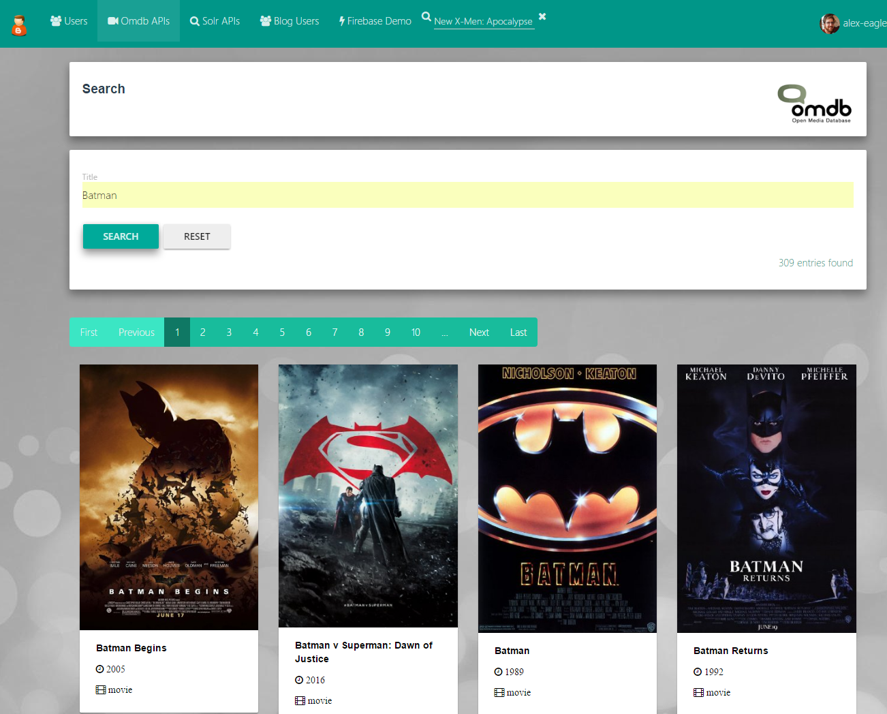 Users Omdb APIs Solr APIs Blog Users Firebase Demo New X-Men: Apocalypse alex-eagle
Search
omdb
Open Media Database
Title
Batman
SEARCH RESET
309 entries found
First Previous 1 2 3 4 5 6 7 8 9 10 ... Next Last
BATMAN BEGINS
JUNE 17
Batman Begins
2005
movie
BATMAN v SUPERMAN
Batman v Superman: Dawn of
Justice
2016
movie
NICHOLSON • KEATON
BATMAN
Batman
1989
movie
MICHAEL DANNY MICHELLE
KEATON DEVITO PFEIFFER
BATMAN
RETURNS
JUNE 19
Batman Returns
1992
movie